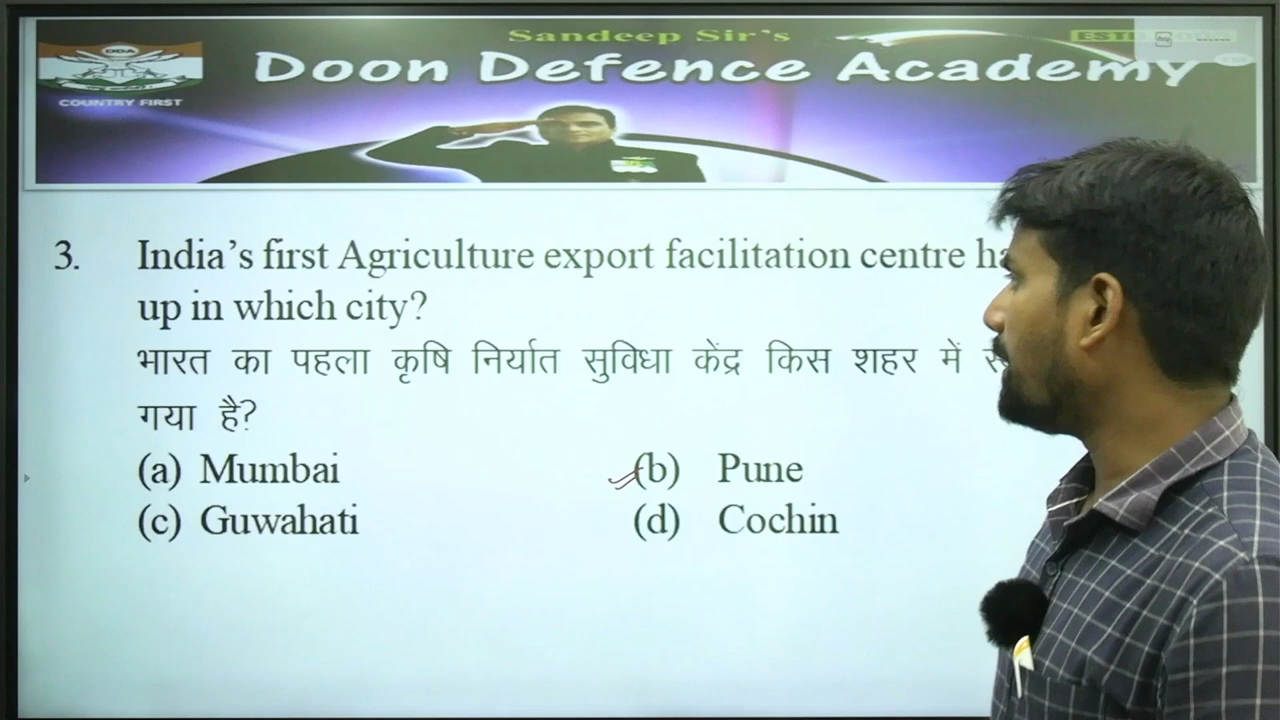 Sandeep Sir's
Doon Defence Academy
DDA
COUNTRY FIRST
3. India's first Agriculture export facilitation centre
up in which city?
भारत का पहला कृषि निर्यात सुविधा केंद्र किस शहर में
गया है?
(a) Mumbai (b) Pune
(c) Guwahati (d) Cochin